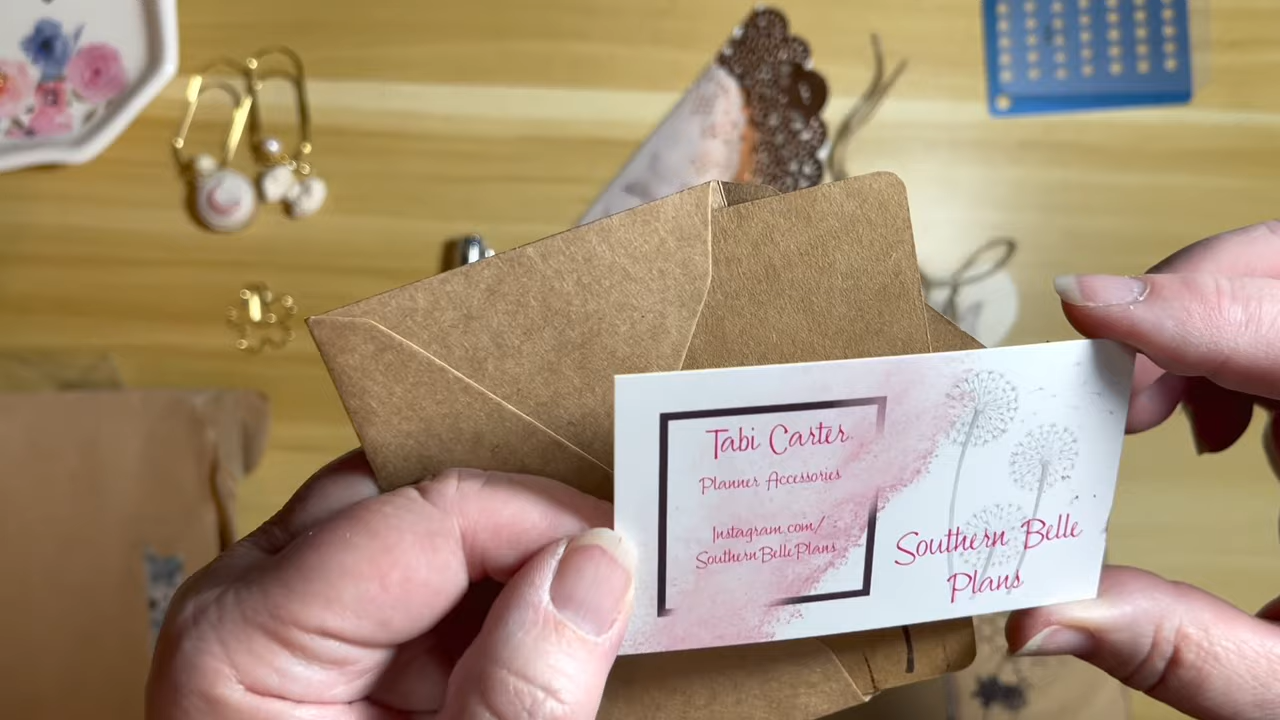 Tabi Carter
Planner Accessories
Instagram.com/
SouthernBellePlans
Southern Belle
Plans